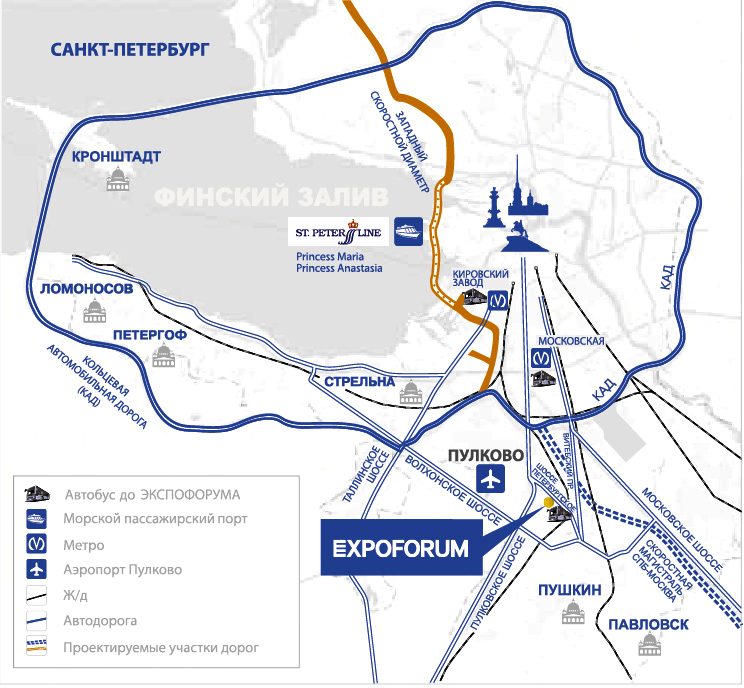 САНКТ-ПЕТЕРБУРГ
ЗАПАДНЫЙ
СКОРОСТНОЙ ДИАМЕТР
КРОНШТАДТ
ФИНСКИЙ ЗАЛИВ
ST. PETER LINE
Princess Maria
Princess Anastasia
КИРОВСКИЙ
ЗАВОД
КАД
ЛОМОНОСОВ
ПЕТЕРГОФ
МОСКОВСКАЯ
КОЛЬЦЕВАЯ
АВТОМОБИЛЬНАЯ ДОРОГА
(КАД)
СТРЕЛЬНА
КАД
ПУЛКОВО
ТАЛЛИНСКОЕ
ШОССЕ
ВОЛХОНСКОЕ ШОССЕ
ШОССЕ
ПЕТЕРБУРГСКОЕ
ВИТЕБСКИЙ ПР.
МОСКОВСКОЕ ШОССЕ
СКОРОСТНАЯ
МАГИСТРАЛЬ
СПБ-МОСКВА
EXPOFORUM
ПУЛКОВСКОЕ ШОССЕ
ПУШКИН
ПАВЛОВСК
Автобус до ЭКСПОФОРУМА
Морской пассажирский порт
Метро
Аэропорт Пулково
Ж/д
Автодорога
Проектируемые участки дорог